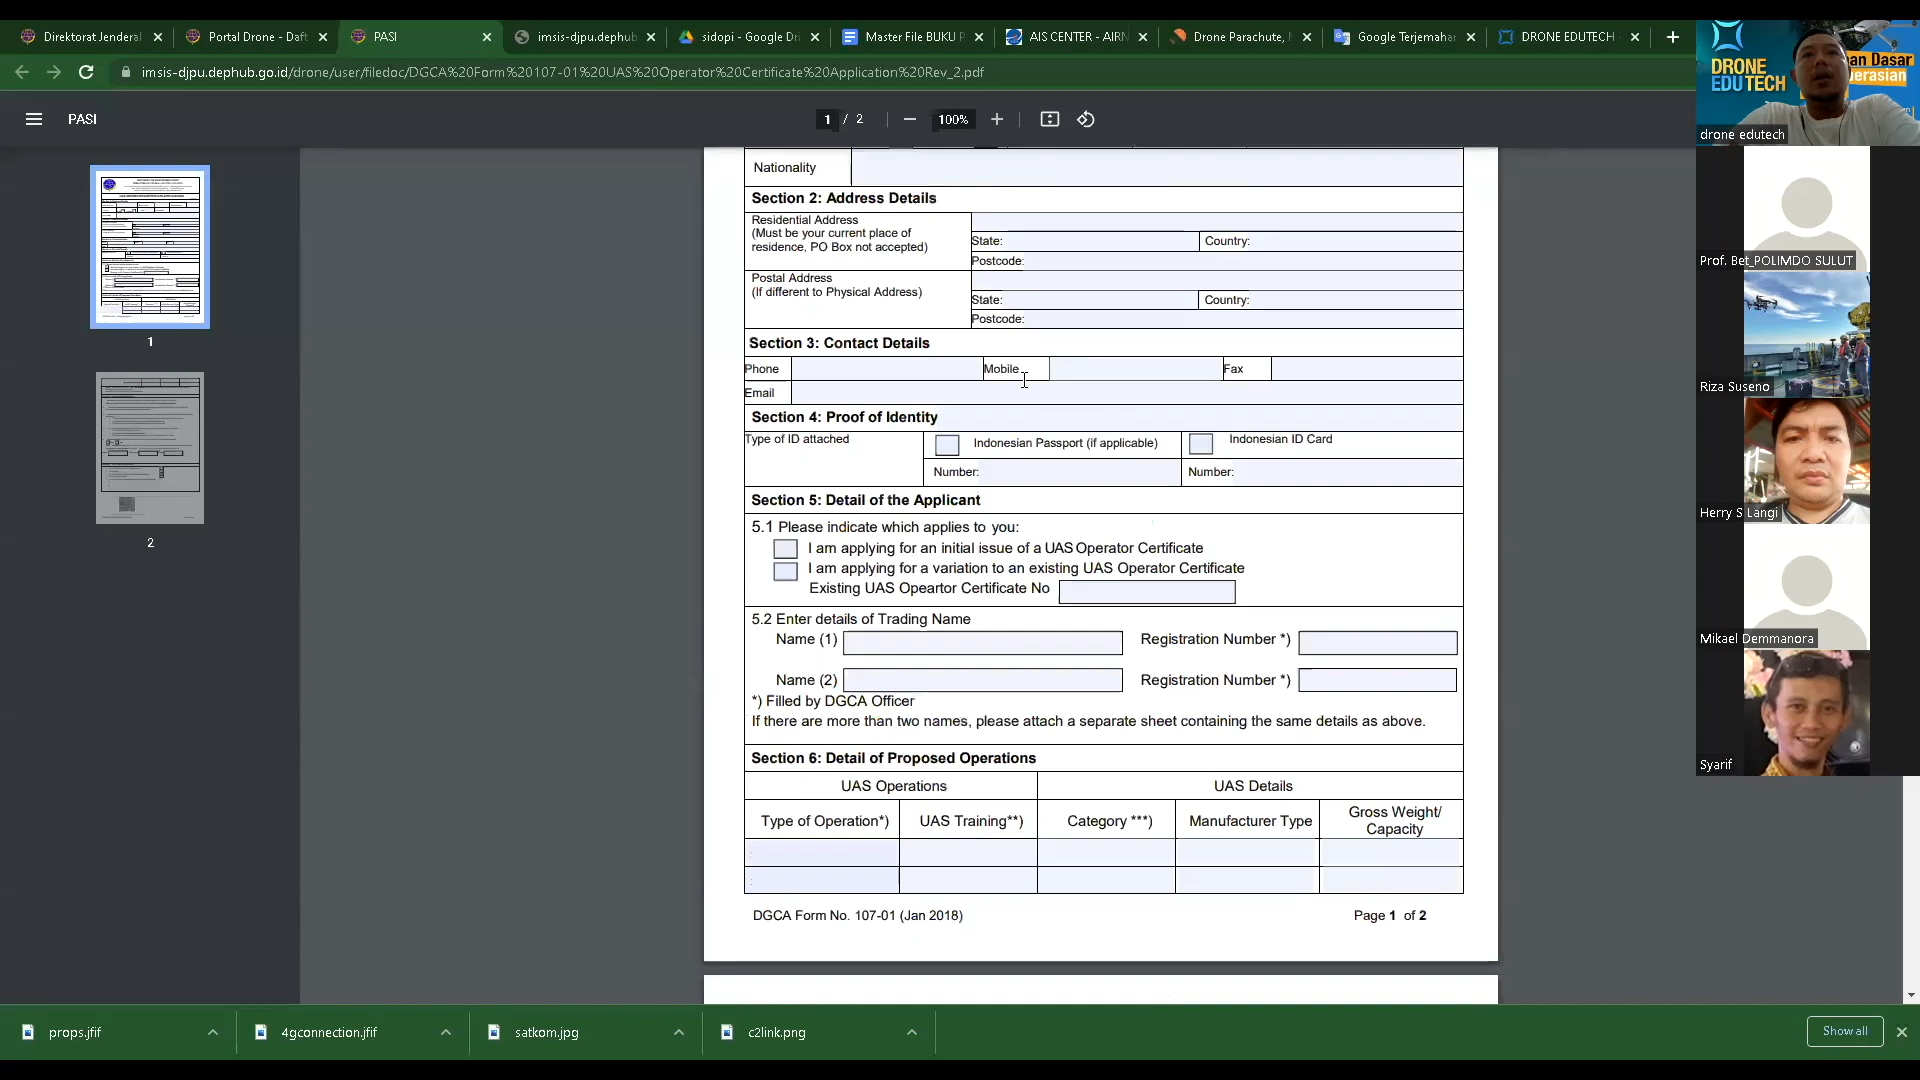 Direktorat Jenderal
Portal Drone - Daft
PASI
imsis-djpu.dephub
sidopi - Google Dri
Master File BUKU P
AIS CENTER - AIRN
Drone Parachute,
Google Terjemahan
DRONE EDUTECH
imsis-djpu.dephub.go.id/drone/user/filedoc/DGCA%20Form%20107-01%20UAS%20Operator%20Certificate%20Application%20Rev_2.pdf
PASI
1 / 2
100%
1
2
Nationality
Section 2: Address Details
Residential Address
(Must be your current place of
residence, PO Box not accepted)
State:
Country:
Postcode:
Postal Address
(If different to Physical Address)
State:
Country:
Postcode:
Section 3: Contact Details
Phone
Mobile
Fax
Email
Section 4: Proof of Identity
Type of ID attached
Indonesian Passport (if applicable)
Indonesian ID Card
Number:
Number:
Section 5: Detail of the Applicant
5.1 Please indicate which applies to you:
I am applying for an initial issue of a UAS Operator Certificate
I am applying for a variation to an existing UAS Operator Certificate
Existing UAS Opeartor Certificate No
5.2 Enter details of Trading Name
Name (1)
Registration Number *)
Name (2)
Registration Number *)
*) Filled by DGCA Officer
If there are more than two names, please attach a separate sheet containing the same details as above.
Section 6: Detail of Proposed Operations
UAS Operations
UAS Details
Type of Operation*)
UAS Training**)
Category ***)
Manufacturer Type
Gross Weight/
Capacity
DGCA Form No. 107-01 (Jan 2018)
Page 1 of 2
DRONE
EDUTECH
an Dasar
erasian
drone edutech
Prof. Bet_POLIMDO SULUT
Riza Suseno
Herry S Langi
Mikael Demmanora
Syarif
props.jfif
4gconnection.jfif
satkom.jpg
c2link.png
Show all